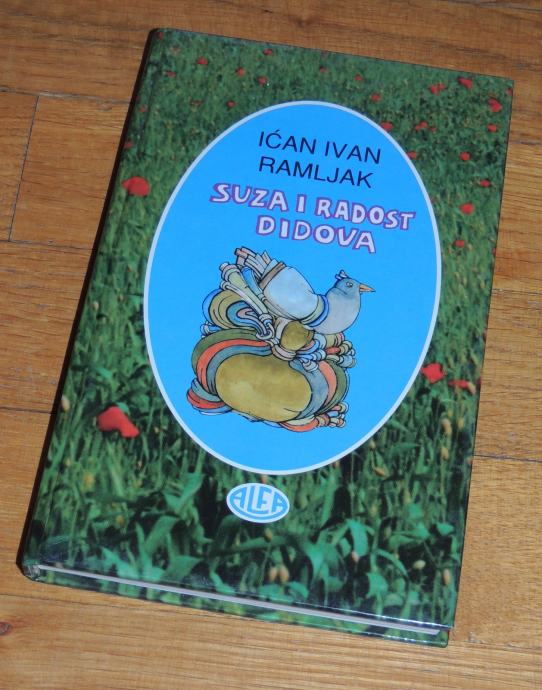 IĆAN IVAN
RAMLJAK
SUZA I RADOST
DIDOVA
ALFA